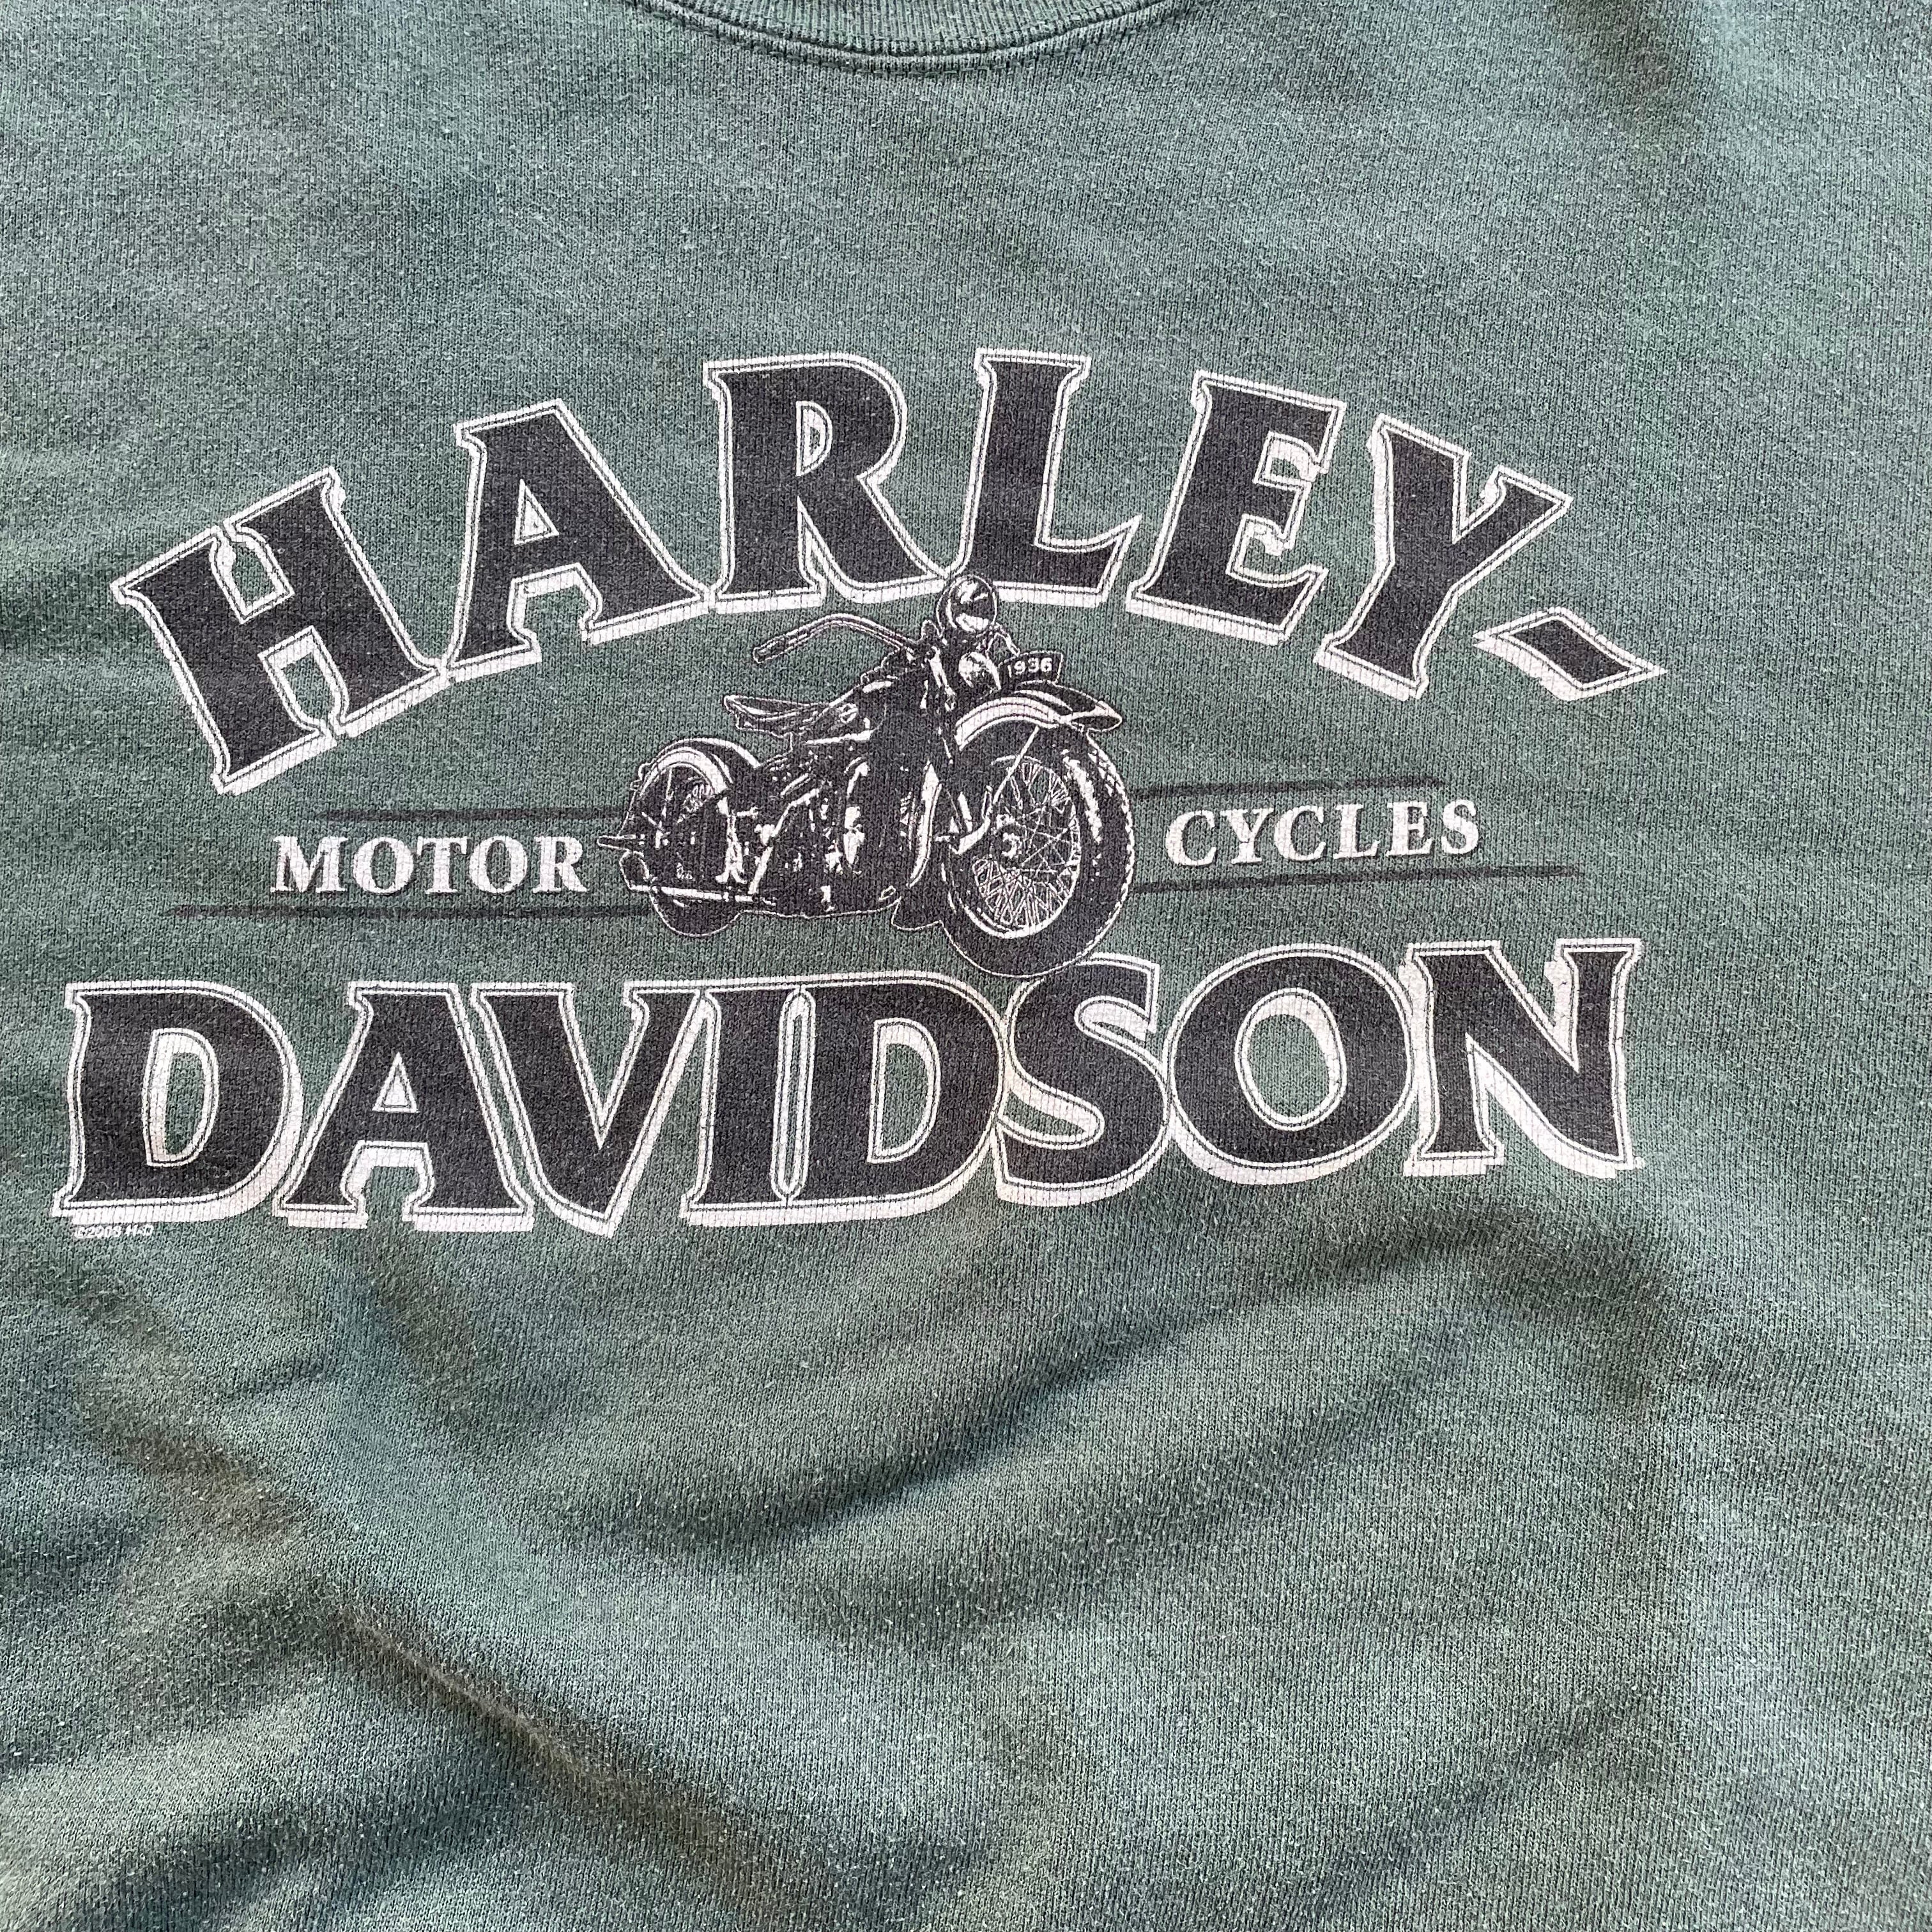 HARLEY-
1936
MOTOR CYCLES
DAVIDSON